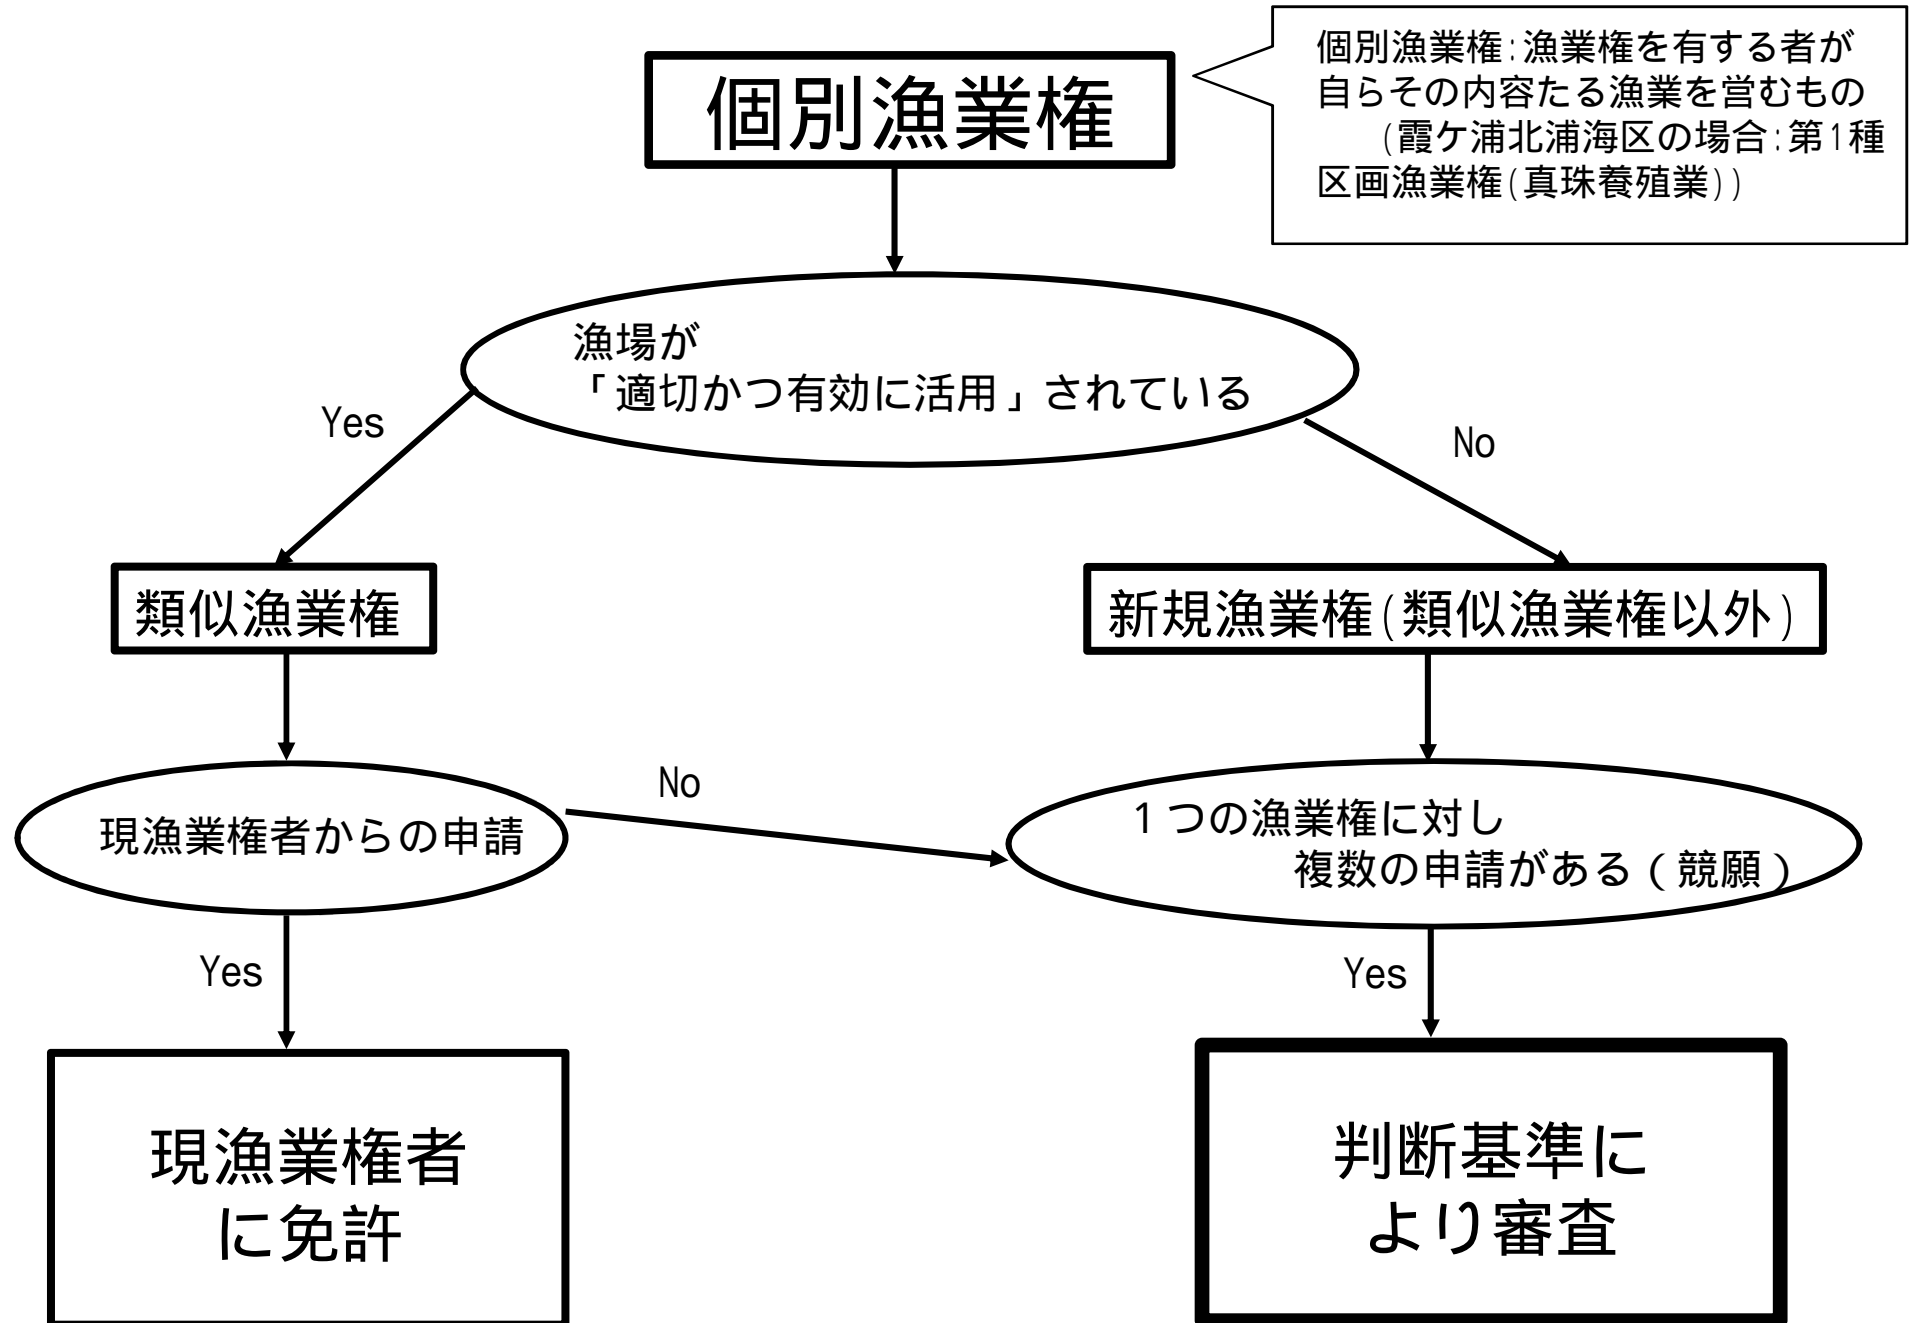 個別漁業権
個別漁業権:漁業権を有する者が
自らその内容たる漁業を営むもの
(霞ケ浦北浦海区の場合:第1種
区画漁業権(真珠養殖業))
漁場が
「適切かつ有効に活用」されている
Yes
No
類似漁業権
新規漁業権(類似漁業権以外)
現漁業権者からの申請
No
1つの漁業権に対し
複数の申請がある(競願)
Yes
Yes
現漁業権者
に免許
判断基準に
より審査